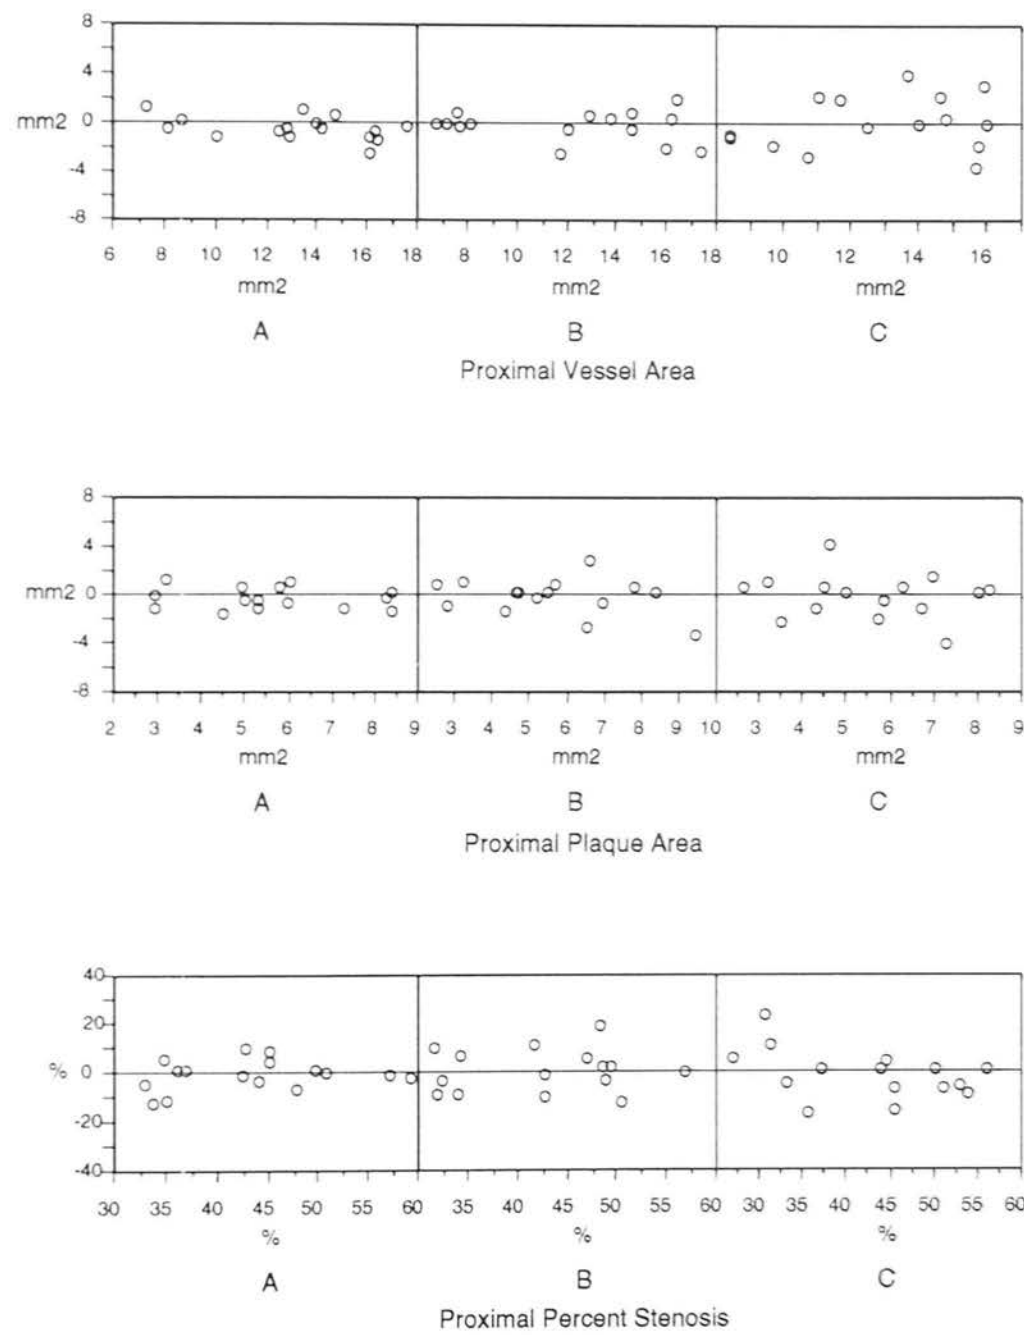 8
4
mm2 0
-4
-8
6 8 10 12 14 16 18 8 10 12 14 16 18 10 12 14 16
mm2 mm2 mm2
A B C
Proximal Vessel Area
8
4
mm2 0
-4
-8
2 3 4 5 6 7 8 9 3 4 5 6 7 8 9 10 3 4 5 6 7 8 9
mm2 mm2 mm2
A B C
Proximal Plaque Area
40
20
% 0
-20
-40
30 35 40 45 50 55 60 35 40 45 50 55 60 30 35 40 45 50 55 60
% % %
A B C
Proximal Percent Stenosis